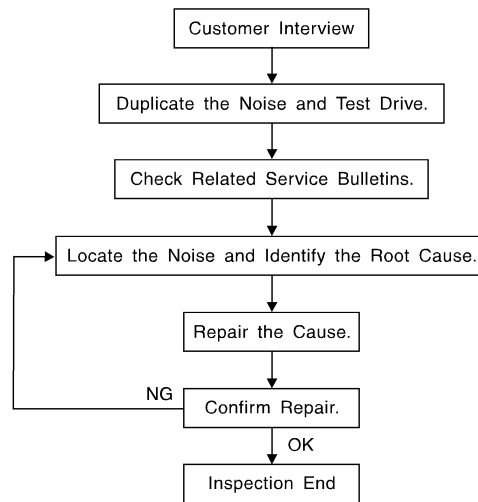 Customer Interview
Duplicate the Noise and Test Drive.
Check Related Service Bulletins.
Locate the Noise and Identify the Root Cause.
Repair the Cause.
NG
Confirm Repair.
OK
Inspection End